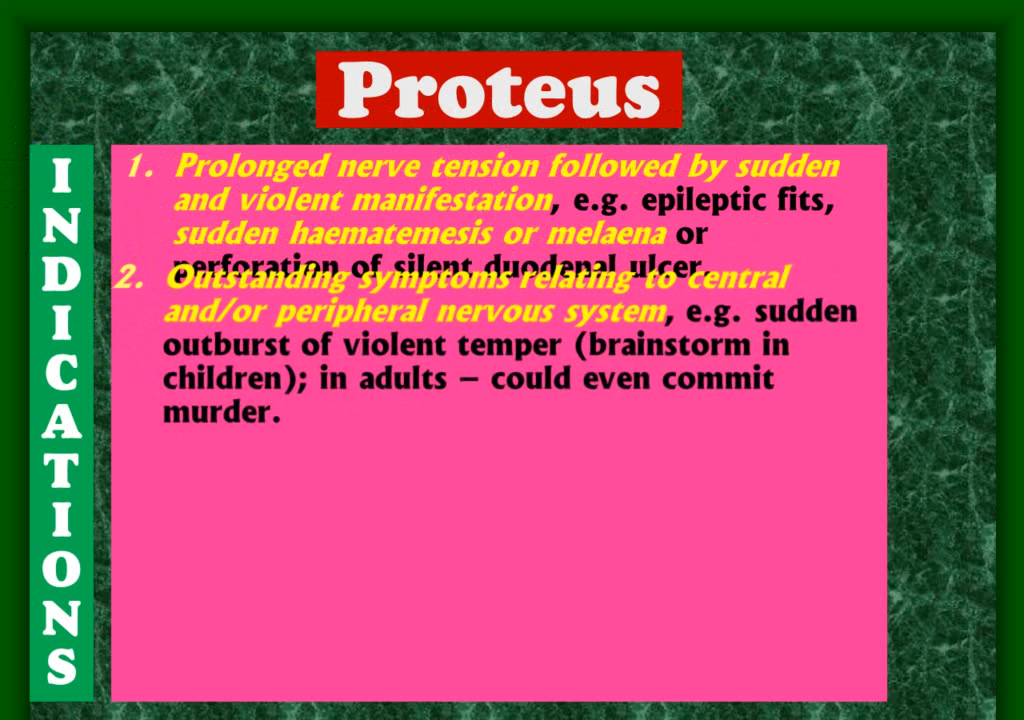 Proteus
INDICATIONS
1. Prolonged nerve tension followed by sudden
and violent manifestation, e.g. epileptic fits,
sudden haematemesis or melaena or
perforation of silent duodenal ulcer.
2. Outstanding symptoms relating to central
and/or peripheral nervous system, e.g. sudden
outburst of violent temper (brainstorm in
children); in adults – could even commit
murder.